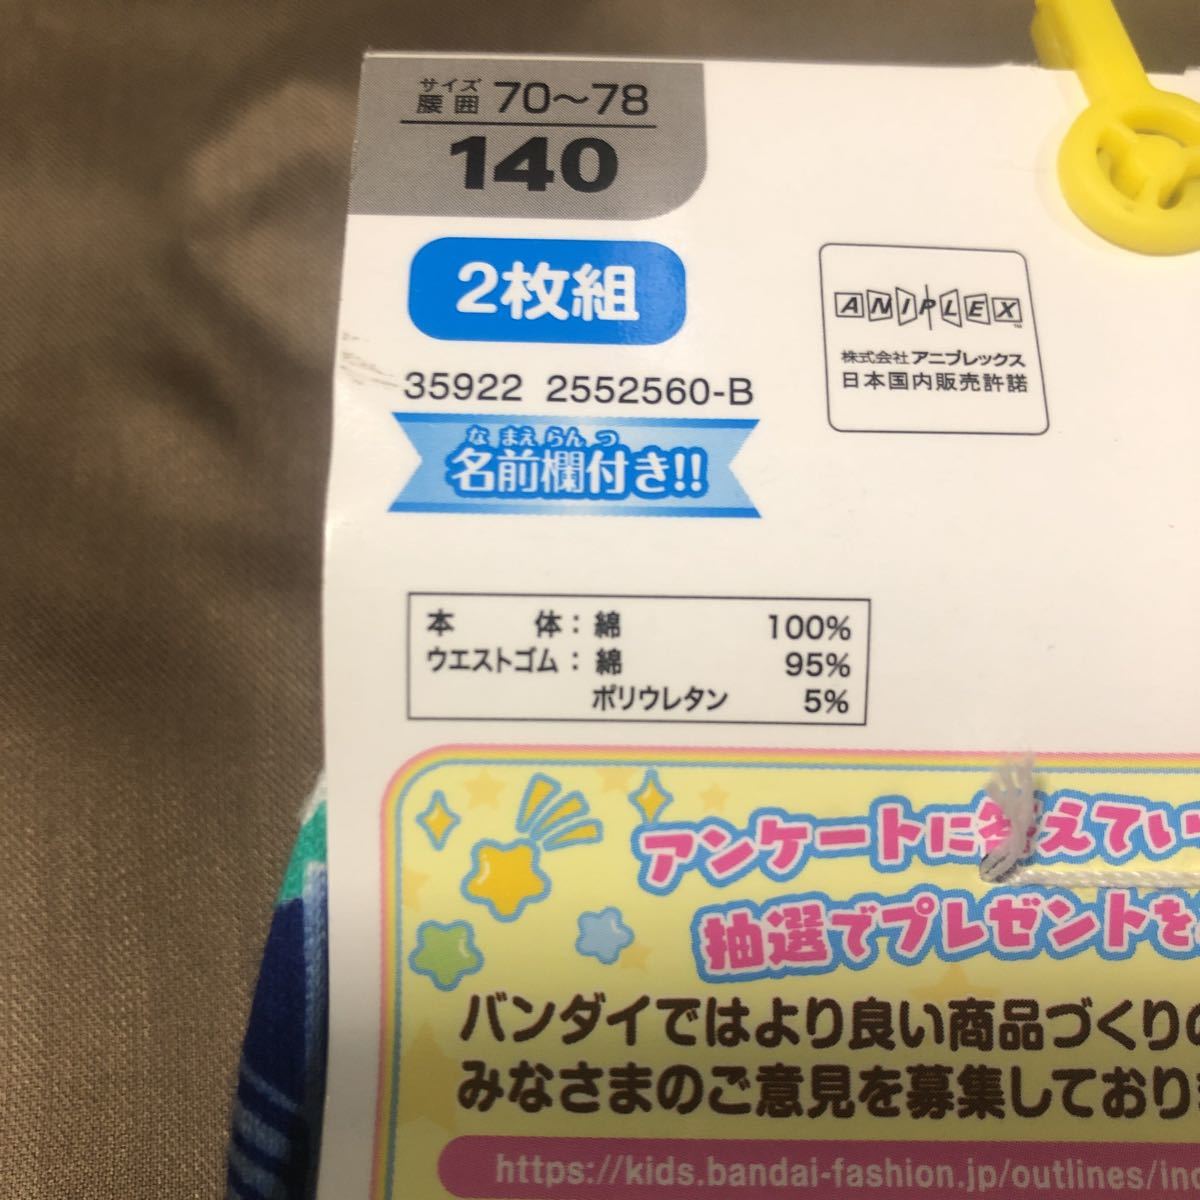 サイズ
腰囲 70～78
140
2枚組
35922 2552560-B
な まえ らん つ
名前欄付き!!
ANIPLEX
TM
株式会社アニプレックス
日本国内販売許諾
本 体：綿 100%
ウエストゴム：綿 95%
ポリウレタン 5%
アンケートに答えてい
抽選でプレゼントを
バンダイではより良い商品づくりの
みなさまのご意見を募集しており
https://kids.bandai-fashion.jp/outlines/ind